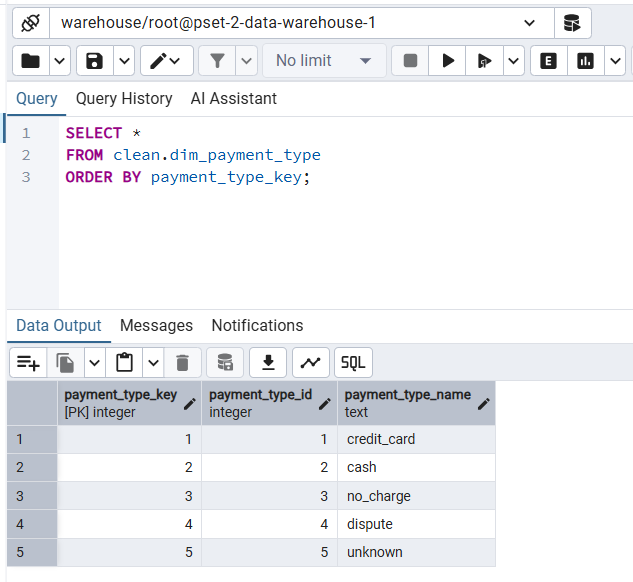 warehouse/root@pset-2-data-warehouse-1
No limit
E
Query Query History AI Assistant
1 SELECT *
2 FROM clean.dim_payment_type
3 ORDER BY payment_type_key;
Data Output Messages Notifications
SQL
payment_type_key payment_type_id payment_type_name
[PK] integer integer text
1 1 1 credit_card
2 2 2 cash
3 3 3 no_charge
4 4 4 dispute
5 5 5 unknown